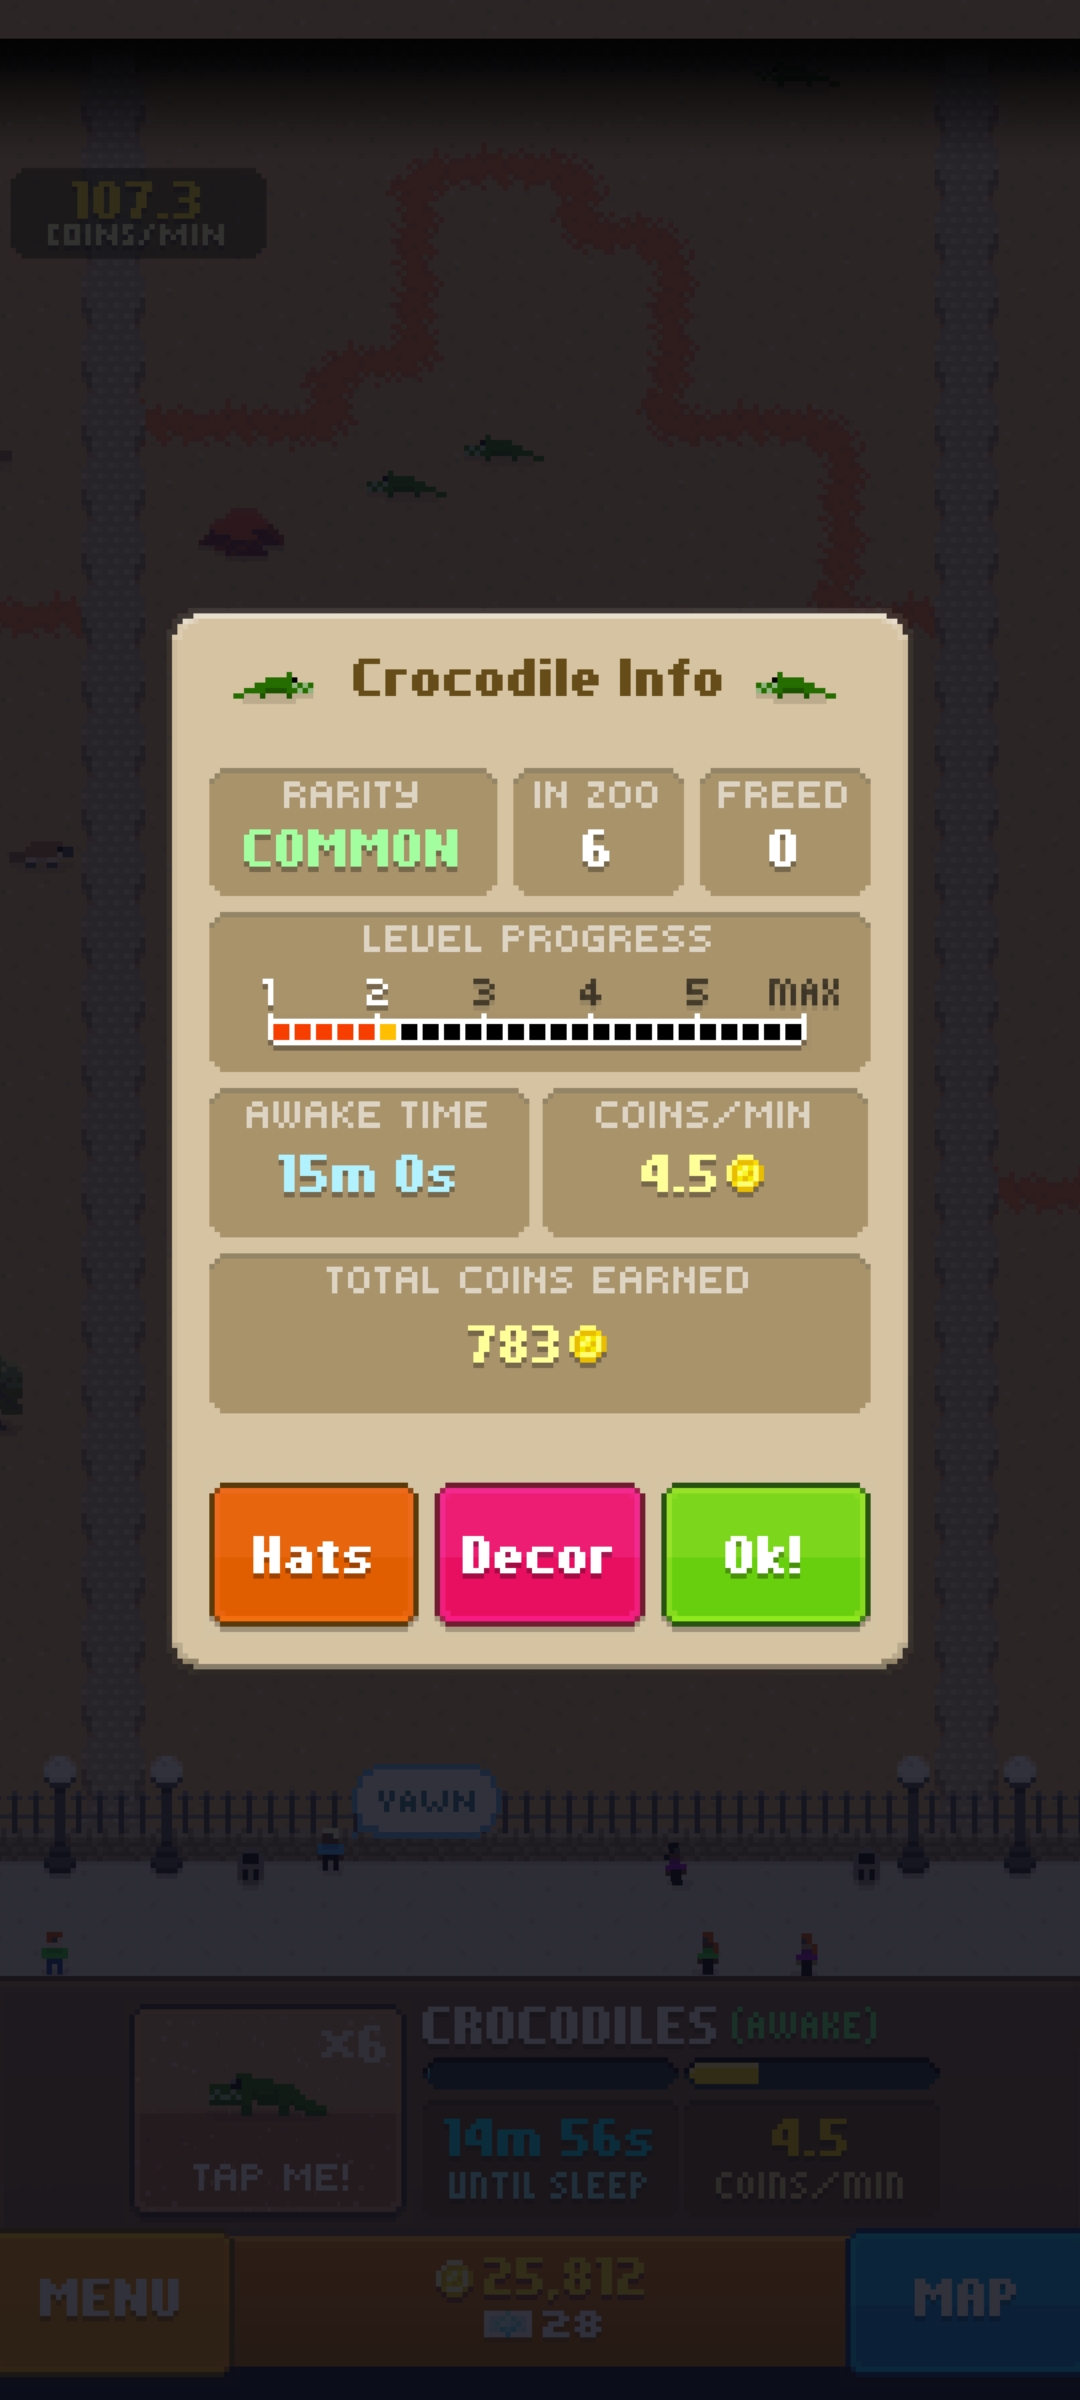 107.3
COINS/MIN
Crocodile Info
RARITY
COMMON
IN ZOO
6
FREED
0
LEVEL PROGRESS
1 2 3 4 5 MAX
AWAKE TIME
15m 0s
COINS/MIN
4.5
TOTAL COINS EARNED
783
Hats
Decor
Ok!
YAWN
x6
TAP ME!
CROCODILES (AWAKE)
14m 56s
UNTIL SLEEP
4.5
COINS/MIN
MENU
25,812
28
MAP